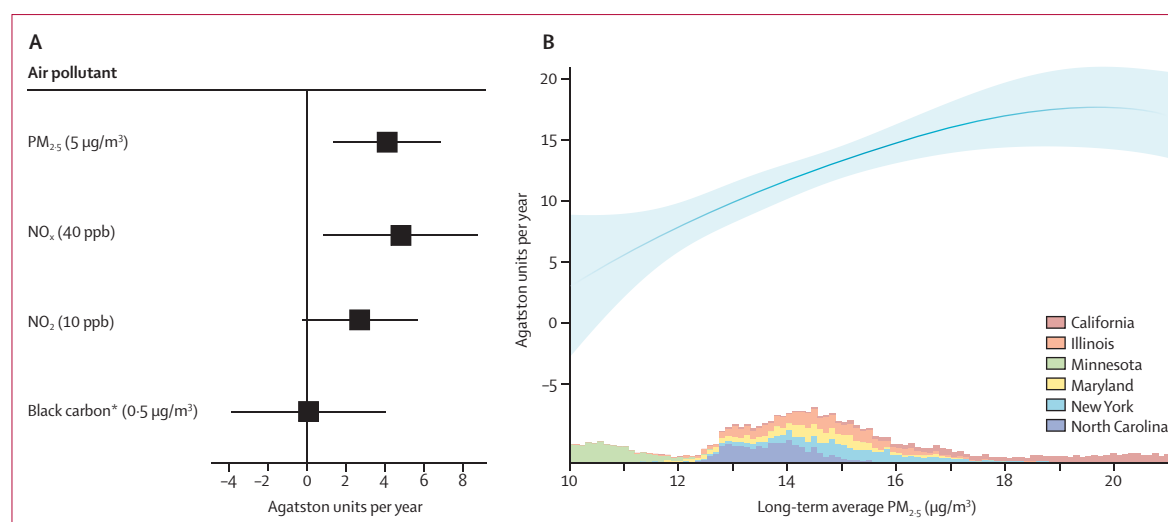 A
Air pollutant
PM2·5 (5 µg/m³)
NOx (40 ppb)
NO2 (10 ppb)
Black carbon* (0·5 µg/m³)
–4 –2 0 2 4 6 8
Agatston units per year
B
20
15
10
5
0
–5
Agatston units per year
California
Illinois
Minnesota
Maryland
New York
North Carolina
10 12 14 16 18 20
Long-term average PM2·5 (µg/m³)